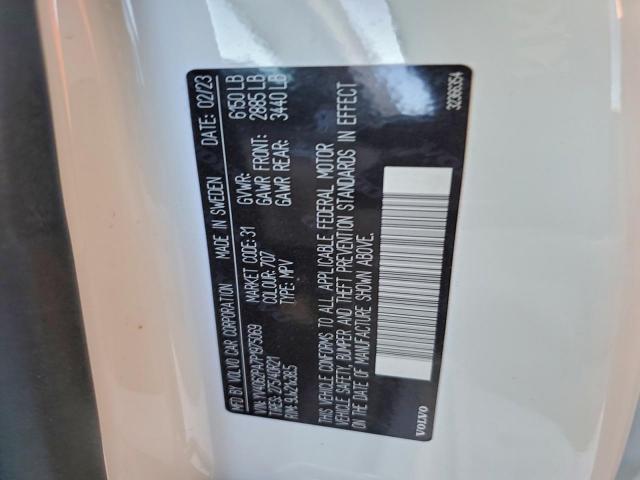 MFD BY VOLVO CAR CORPORATION MADE IN SWEDEN DATE: 02/23
MARKET CODE: 31 GVWR: 6150 LB
COLOUR: 707 GAWR FRONT: 2885 LB
TYPE: MPV GAWR REAR: 3440 LB
THIS VEHICLE CONFORMS TO ALL APPLICABLE FEDERAL MOTOR
VEHICLE SAFETY, BUMPER AND THEFT PREVENTION STANDARDS IN EFFECT
ON DATE OF MANUFACTURE SHOWN ABOVE.
VOLVO